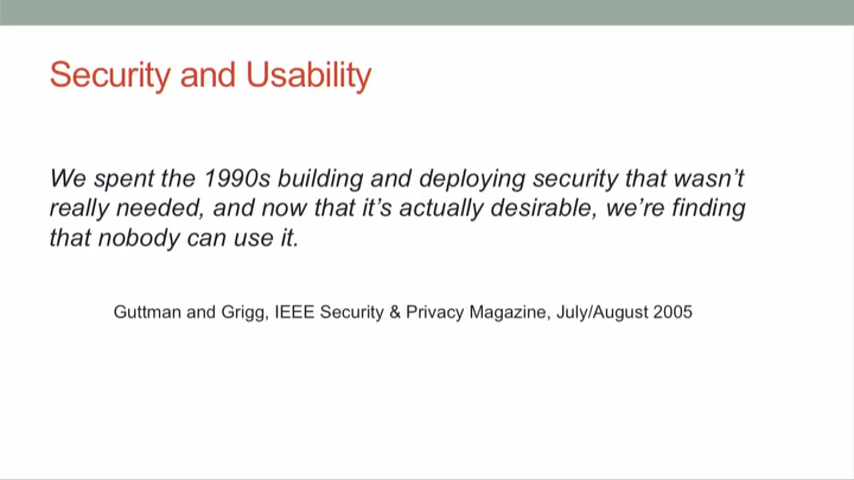 Security and Usability
We spent the 1990s building and deploying security that wasn’t
really needed, and now that it’s actually desirable, we’re finding
that nobody can use it.
Guttman and Grigg, IEEE Security & Privacy Magazine, July/August 2005